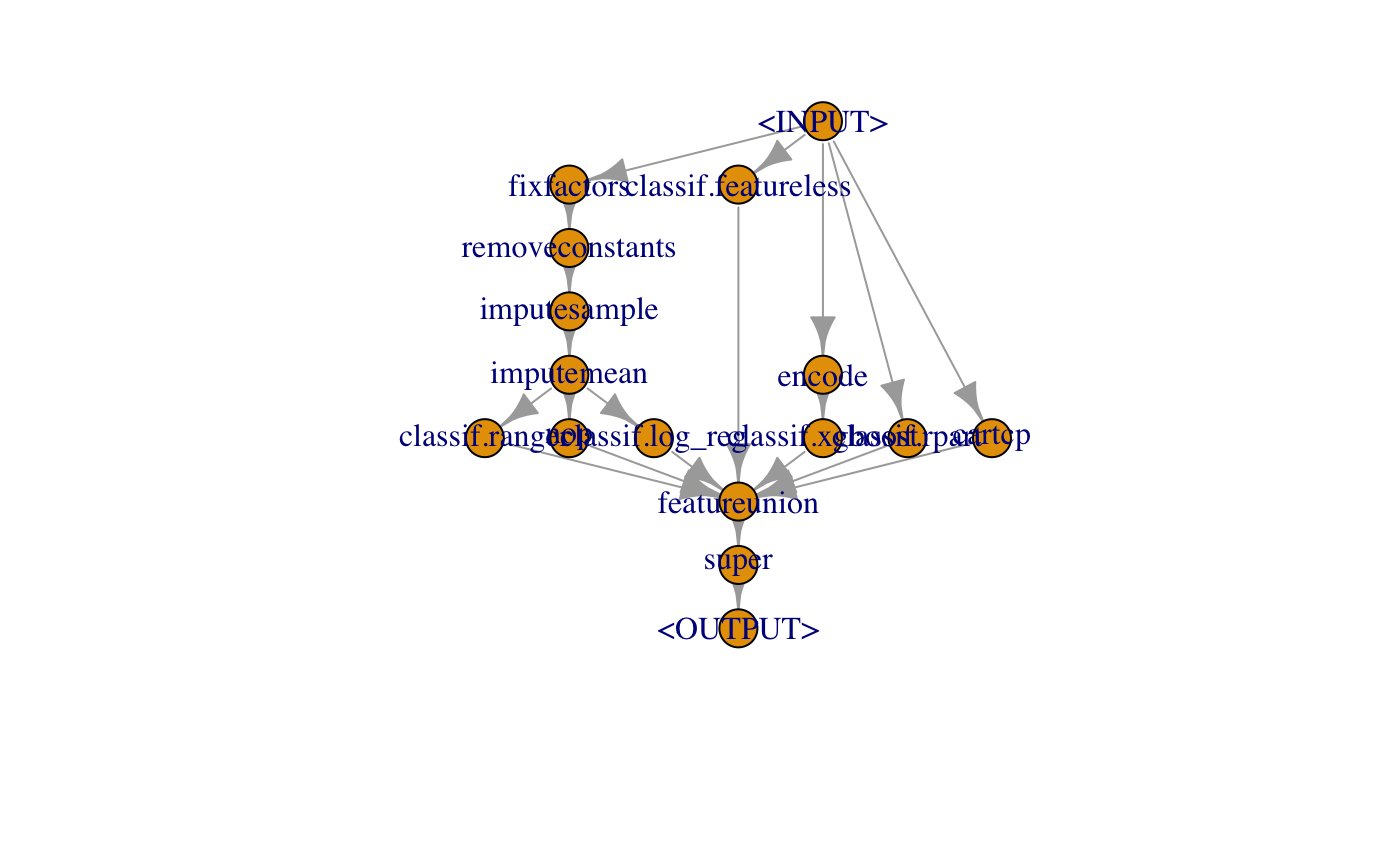 <INPUT>
fixfactors
classif.featureless
removeconstants
imputesample
imputemean
encode
classif.ranger
nop
classif.log_reg
classif.xgboost
classif.rpart
cartcp
featureunion
super
<OUTPUT>